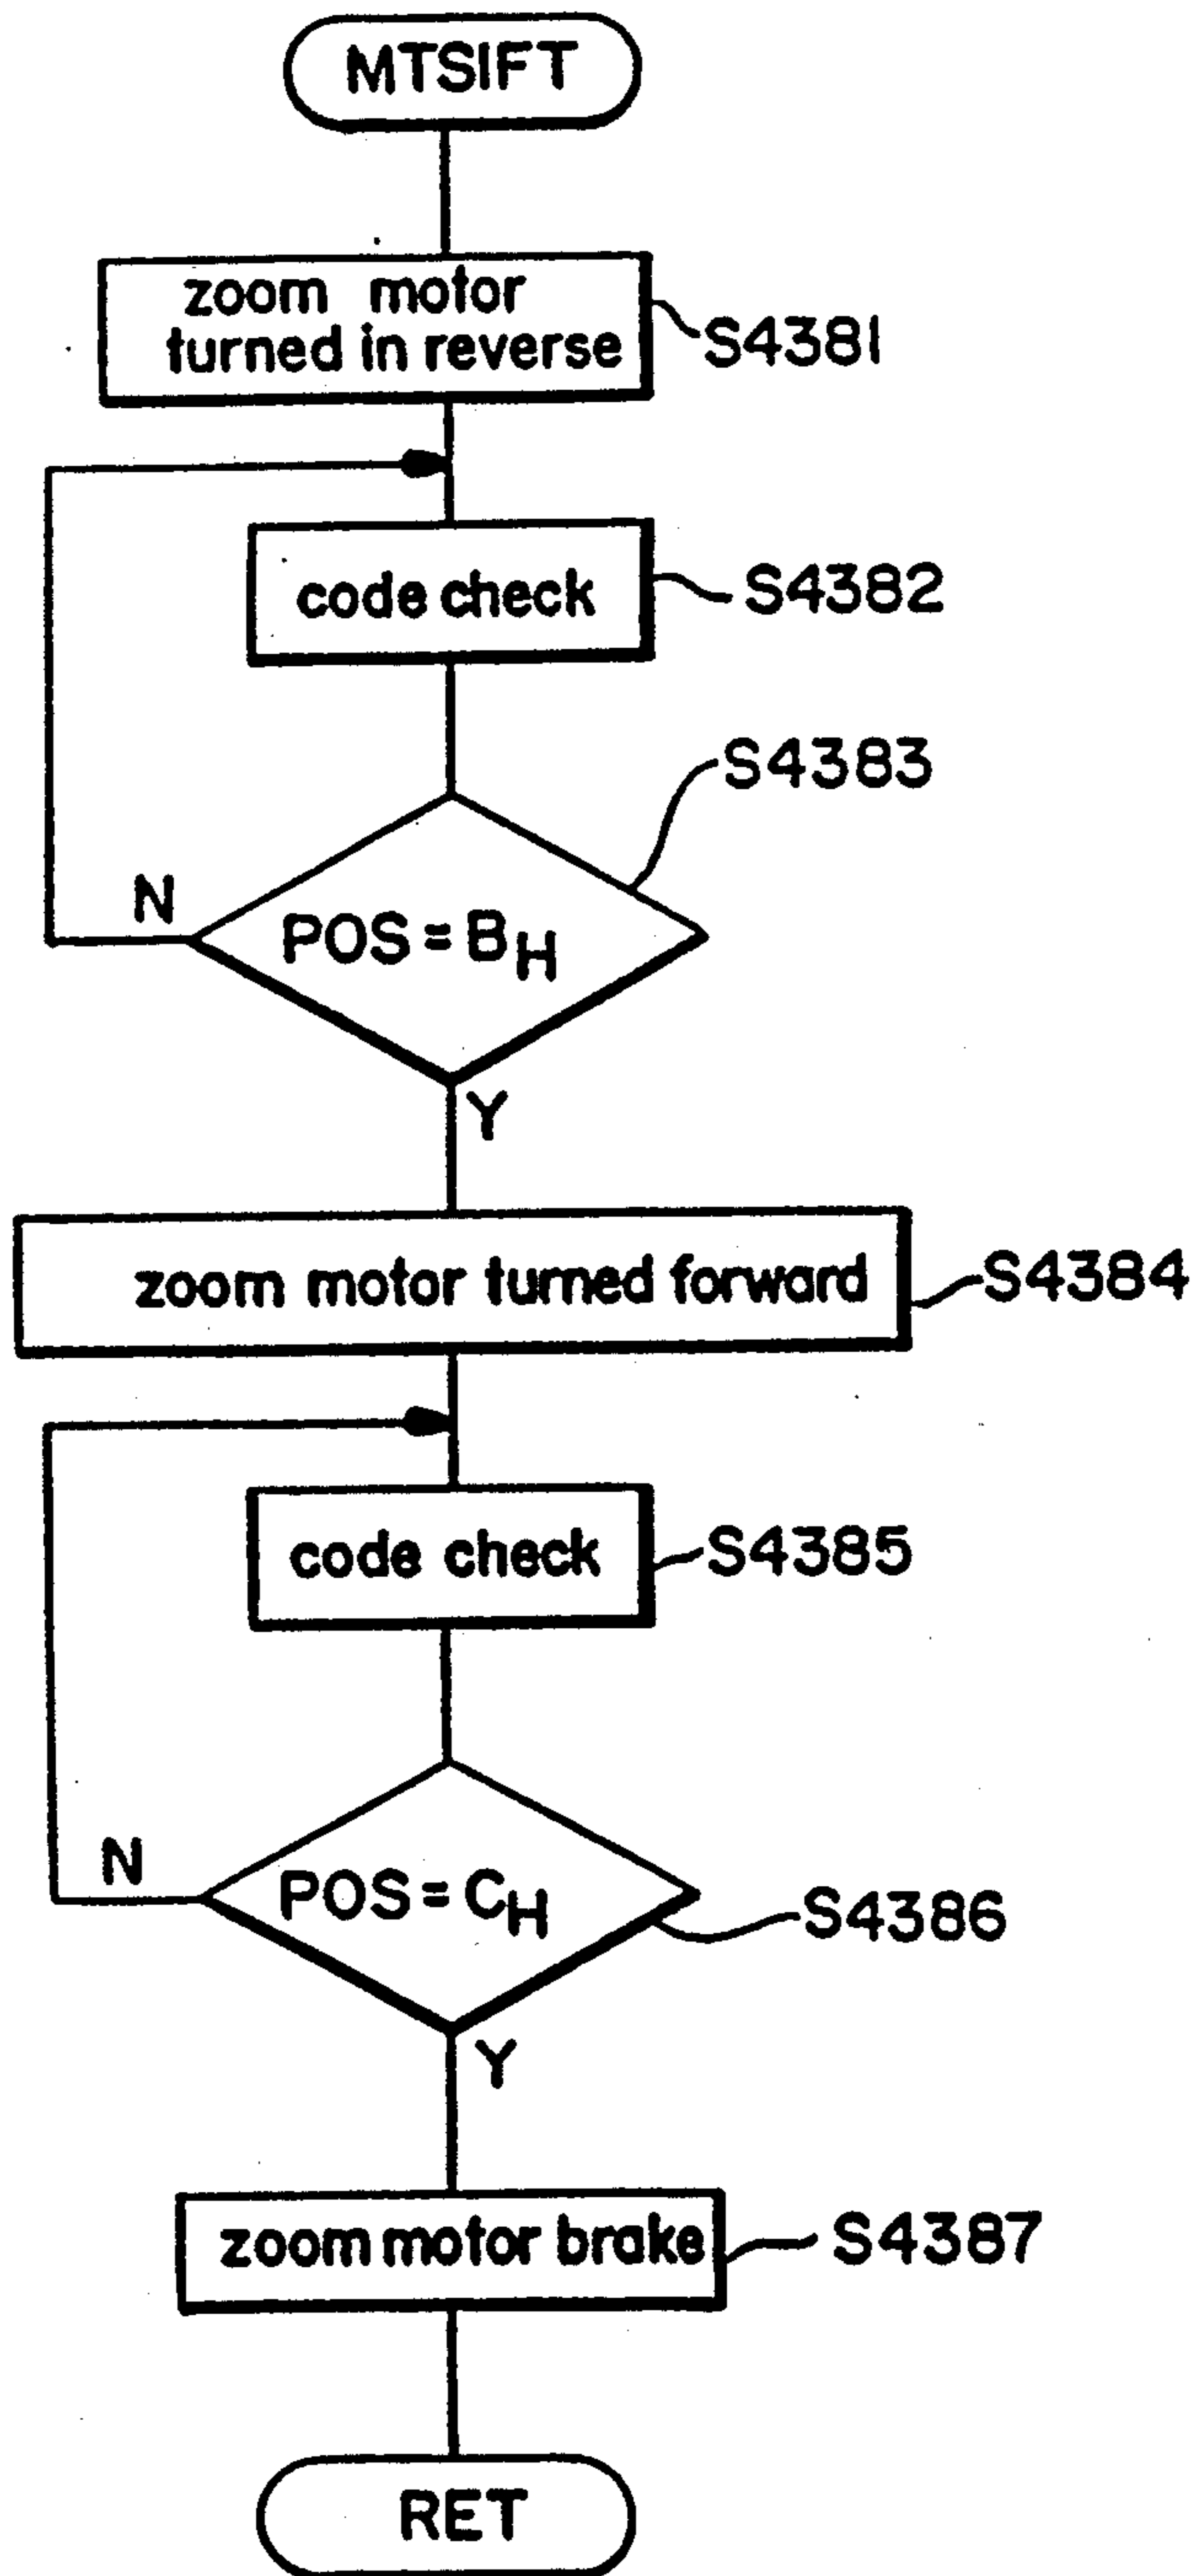 MTSIFT
zoom motor
turned in reverse
S4381
code check
S4382
S4383
N
POS = BH
Y
zoom motor turned forward
S4384
code check
S4385
N
POS = CH
S4386
Y
zoom motor brake
S4387
RET